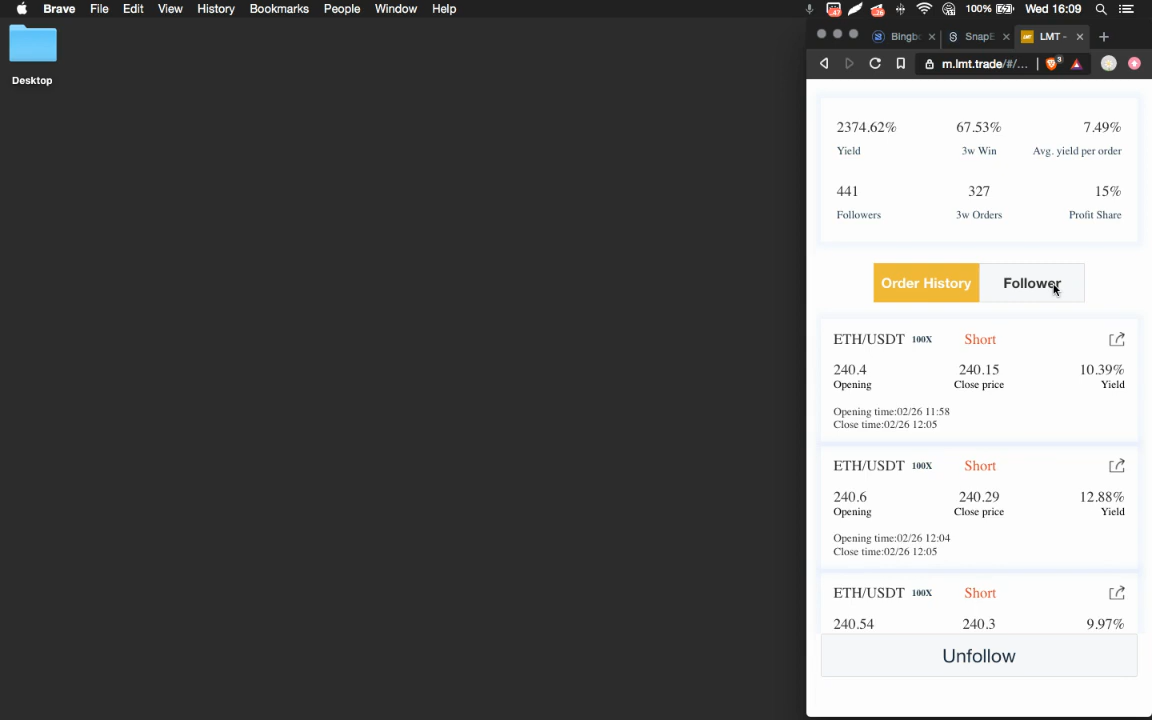 Brave File Edit View History Bookmarks People Window Help
100% Wed 16:09
Desktop
Bingbo
SnapE
LMT -
m.lmt.trade/#/...
3
2374.62% 67.53% 7.49%
Yield 3w Win Avg. yield per order
441 327 15%
Followers 3w Orders Profit Share
Order History Follower
ETH/USDT 100X Short
240.4 240.15 10.39%
Opening Close price Yield
Opening time:02/26 11:58
Close time:02/26 12:05
ETH/USDT 100X Short
240.6 240.29 12.88%
Opening Close price Yield
Opening time:02/26 12:04
Close time:02/26 12:05
ETH/USDT 100X Short
240.54 240.3 9.97%
Unfollow